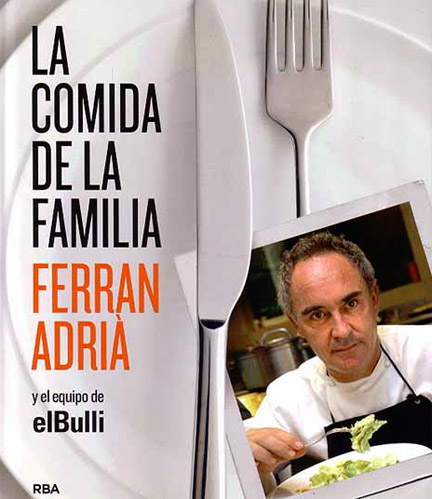 LA
COMIDA
DE LA
FAMILIA
FERRAN
ADRIÀ
y el equipo de
elBulli
RBA